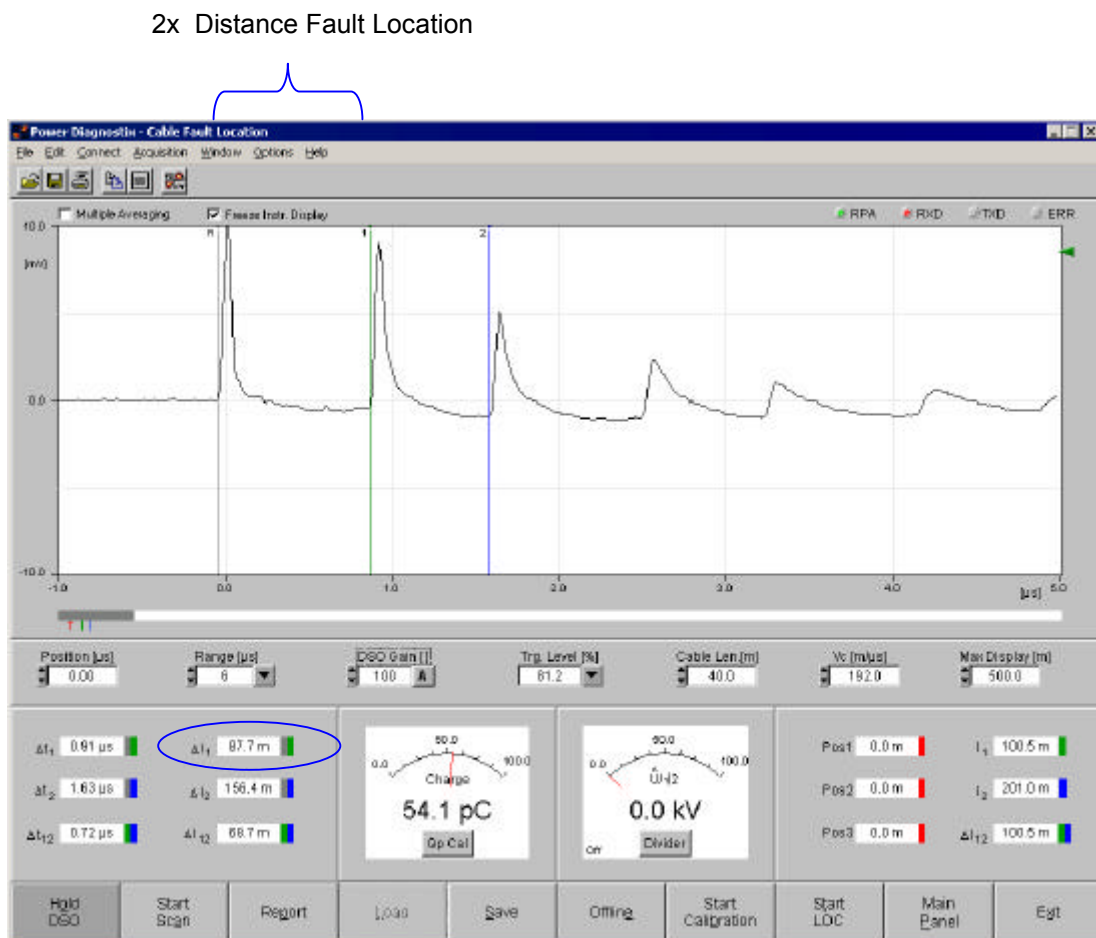 2x Distance Fault Location
Power Diagnostix - Cable Fault Location
File Edit Connect Acquisition Window Options Help
Multiple Averaging Freeze Instr. Display RPA RXD TXD ERR
10.0
[mV]
0.0
-10.0
R 1 2
-1.0 0.0 1.0 2.0 3.0 4.0 [µs] 5.0
Position [µs] Range [µs] DSO Gain [] Trg. Level [%] Cable Len.[m] Vc [m/µs] Max Display [m]
0.00 6 100 A 81.2 40.0 192.0 500.0
Δt1 0.91 µs Δl1 87.7 m
Δt2 1.63 µs Δl2 156.4 m
Δt12 0.72 µs Δl12 68.7 m
0.0 50.0 100.0
Charge
54.1 pC
Qp Cal
0.0 50.0 100.0
Û/√2
0.0 kV
Off Divider
Pos1 0.0 m l1 100.5 m
Pos2 0.0 m l2 201.0 m
Pos3 0.0 m Δl12 100.5 m
Hold DSO
Start Scan
Report
Load
Save
Offline
Start Calibration
Start LOC
Main Panel
Exit